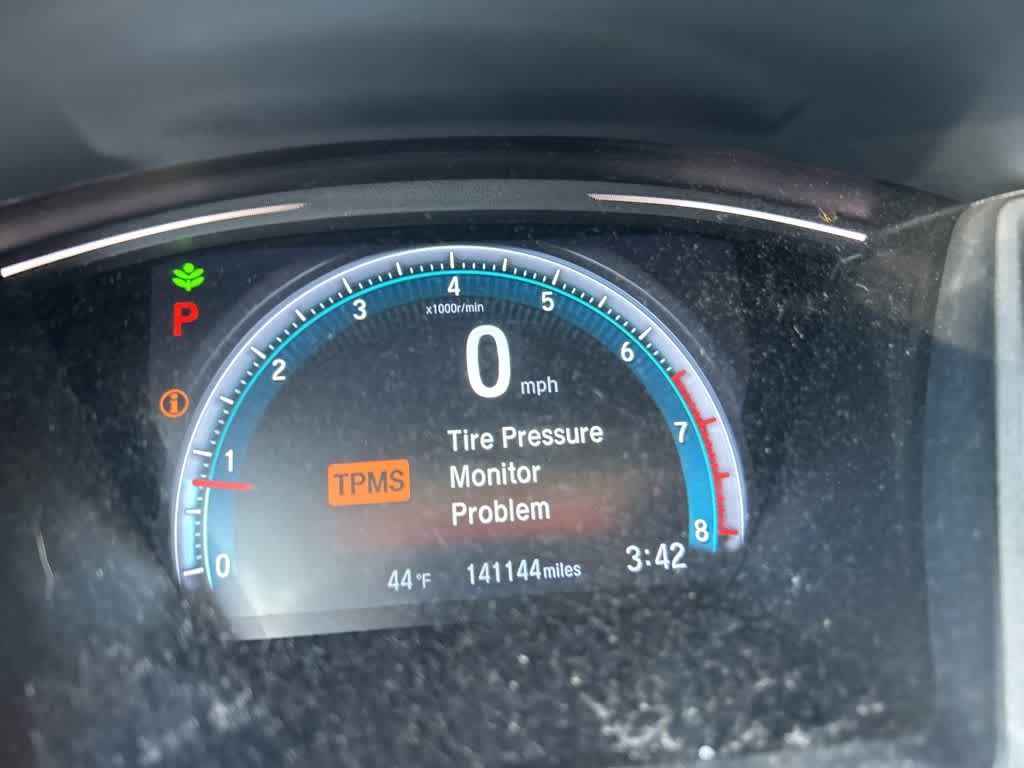 P
i
0
1
2
3
4
5
6
7
8
x1000r/min
0 mph
TPMS
Tire Pressure
Monitor
Problem
44°F 141144miles 3:42